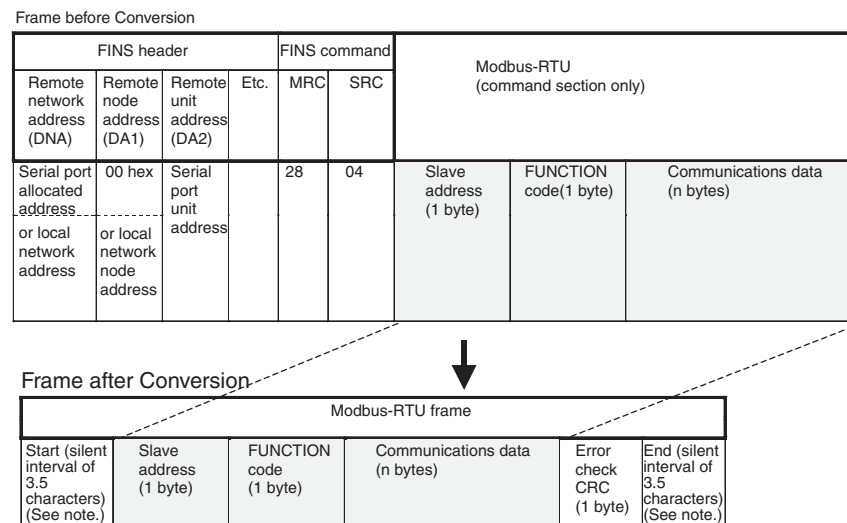 Frame before Conversion
FINS header
FINS command
Modbus-RTU
(command section only)
Remote
network
address
(DNA)
Remote
node
address
(DA1)
Remote
unit
address
(DA2)
Etc.
MRC
SRC
Serial port
allocated
address
or local
network
address
00 hex
or local
network
node
address
Serial
port
unit
address
28
04
Slave
address
(1 byte)
FUNCTION
code(1 byte)
Communications data
(n bytes)
Frame after Conversion
Modbus-RTU frame
Start (silent
interval of
3.5
characters)
(See note.)
Slave
address
(1 byte)
FUNCTION
code
(1 byte)
Communications data
(n bytes)
Error
check
CRC
(1 byte)
End (silent
interval of
3.5
characters)
(See note.)